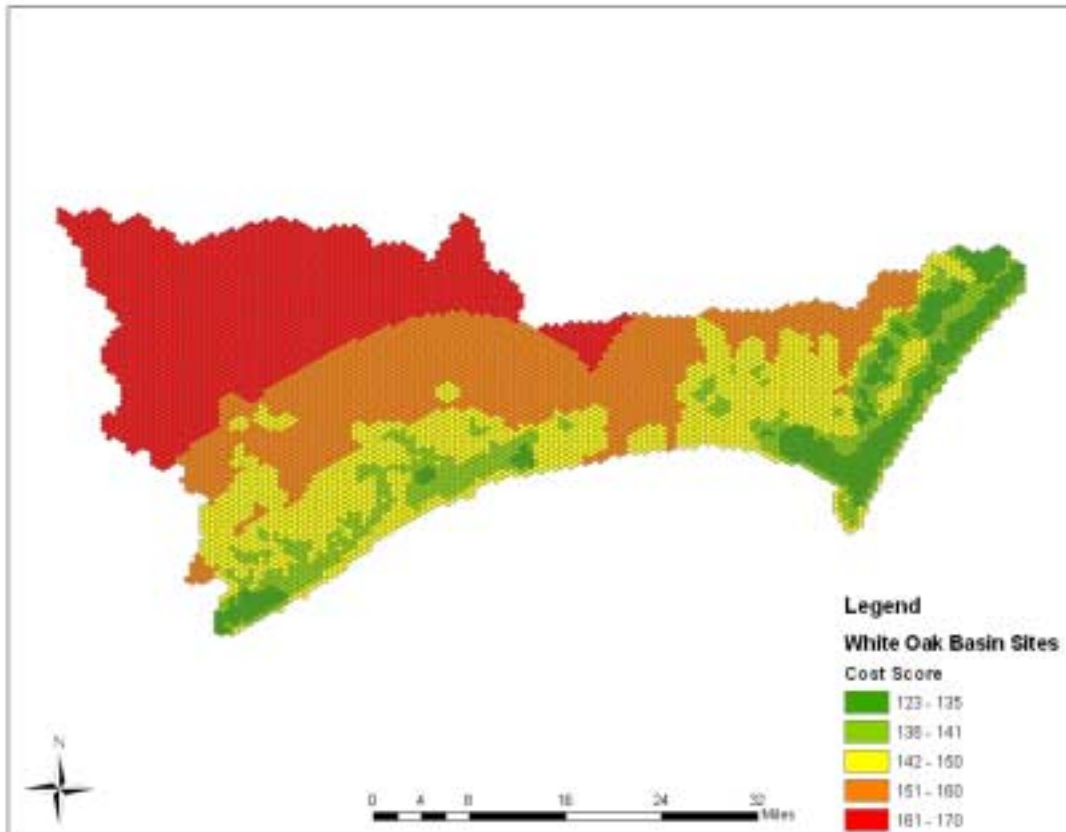 N
0 4 8 16 24 32
Miles
Legend
White Oak Basin Sites
Cost Score
123 - 135
136 - 141
142 - 150
151 - 160
161 - 170